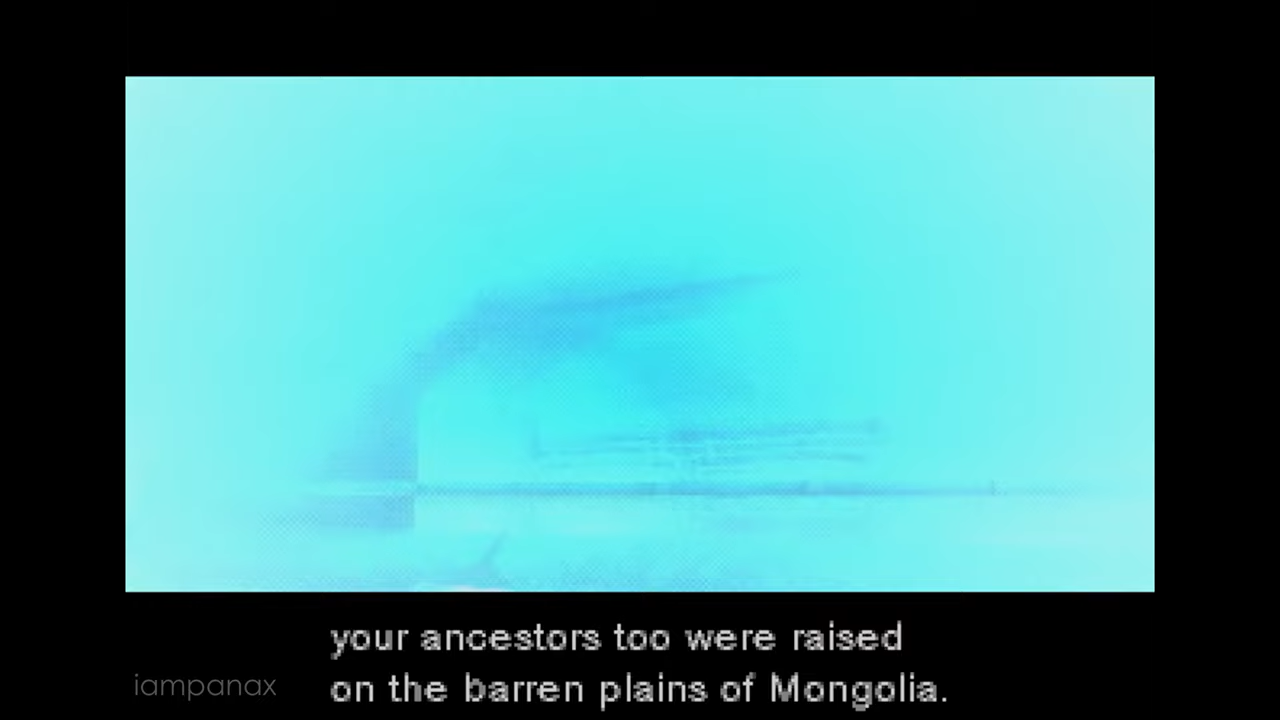 your ancestors too were raised
on the barren plains of Mongolia.
iampanax